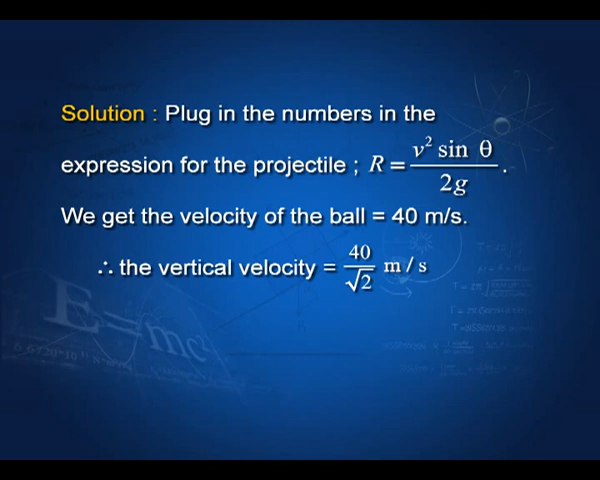 Solution : Plug in the numbers in the
expression for the projectile ; R = v² sin θ / 2g .
We get the velocity of the ball = 40 m/s.
∴ the vertical velocity = 40 / √2 m / s
E=mc²